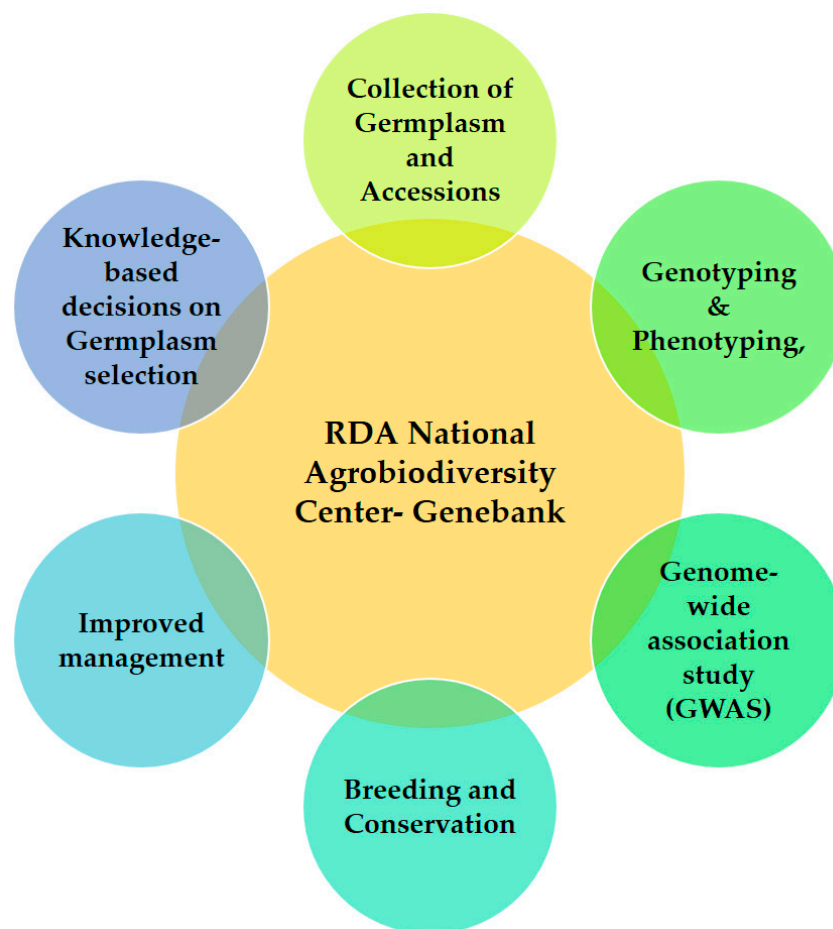 Collection of
Germplasm
and
Accessions
Knowledge-
based
decisions on
Germplasm
selection
Genotyping
&
Phenotyping,
RDA National
Agrobiodiversity
Center- Genebank
Improved
management
Genome-
wide
association
study
(GWAS)
Breeding and
Conservation